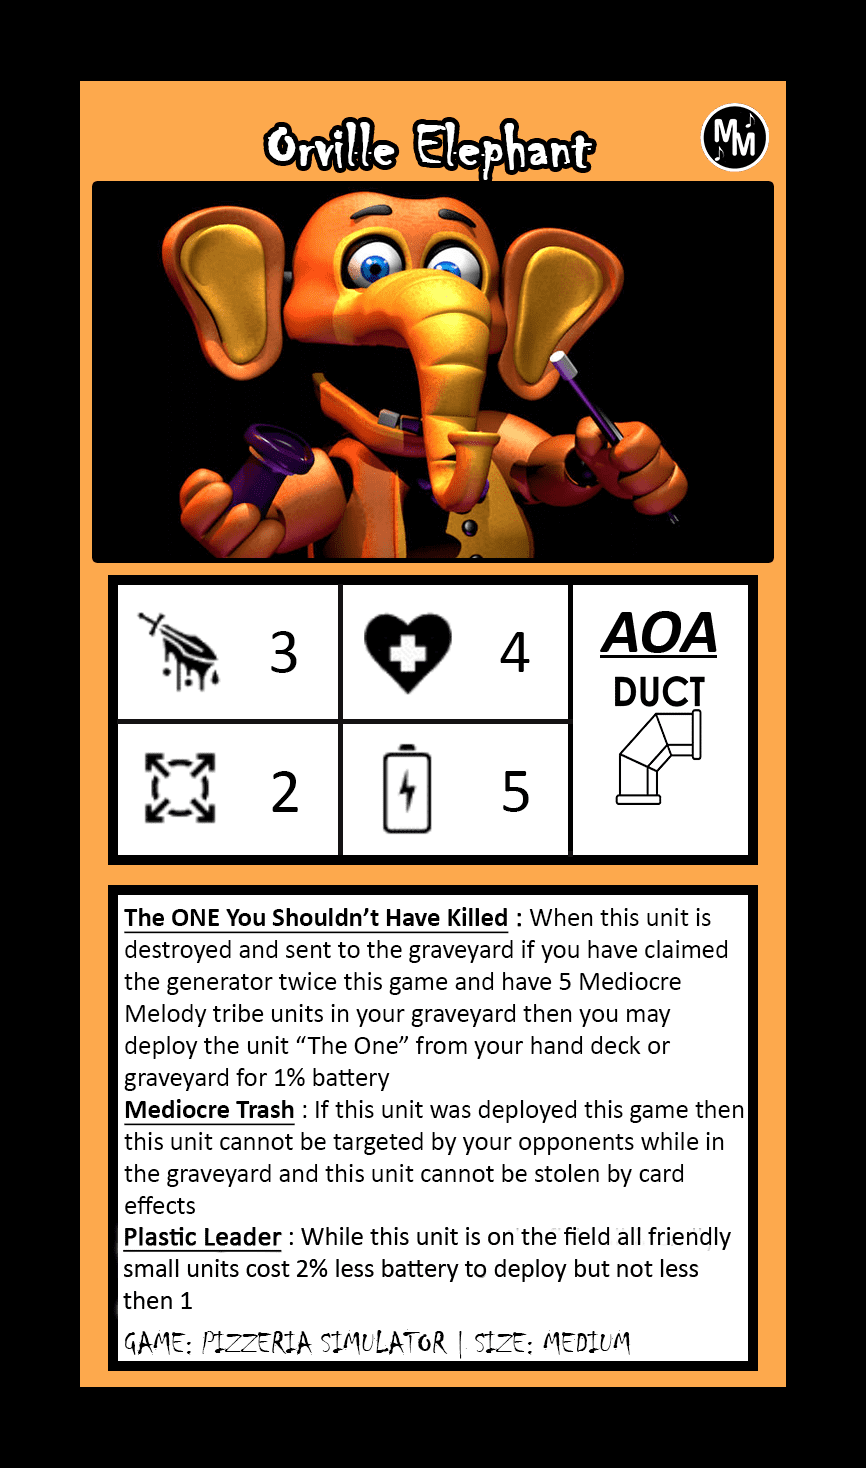 Orville Elephant
MM
3
4
AOA
DUCT
2
5
The ONE You Shouldn’t Have Killed : When this unit is
destroyed and sent to the graveyard if you have claimed
the generator twice this game and have 5 Mediocre
Melody tribe units in your graveyard then you may
deploy the unit “The One” from your hand deck or
graveyard for 1% battery
Mediocre Trash : If this unit was deployed this game then
this unit cannot be targeted by your opponents while in
the graveyard and this unit cannot be stolen by card
effects
Plastic Leader : While this unit is on the field all friendly
small units cost 2% less battery to deploy but not less
then 1
GAME: PIZZERIA SIMULATOR | SIZE: MEDIUM